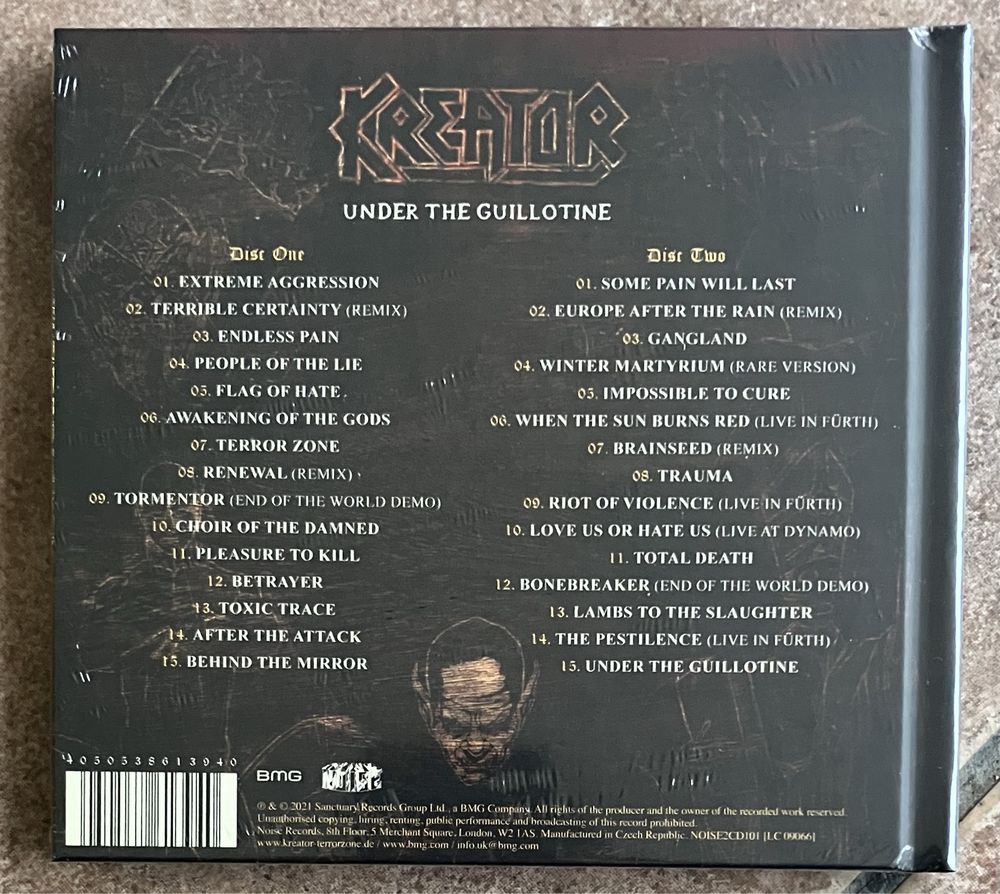 KREATOR
UNDER THE GUILLOTINE
Disc One
01. EXTREME AGGRESSION
02. TERRIBLE CERTAINTY (REMIX)
03. ENDLESS PAIN
04. PEOPLE OF THE LIE
05. FLAG OF HATE
06. AWAKENING OF THE GODS
07. TERROR ZONE
08. RENEWAL (REMIX)
09. TORMENTOR (END OF THE WORLD DEMO)
10. CHOIR OF THE DAMNED
11. PLEASURE TO KILL
12. BETRAYER
13. TOXIC TRACE
14. AFTER THE ATTACK
15. BEHIND THE MIRROR
Disc Two
01. SOME PAIN WILL LAST
02. EUROPE AFTER THE RAIN (REMIX)
03. GANGLAND
04. WINTER MARTYRIUM (RARE VERSION)
05. IMPOSSIBLE TO CURE
06. WHEN THE SUN BURNS RED (LIVE IN FÜRTH)
07. BRAINSEED (REMIX)
08. TRAUMA
09. RIOT OF VIOLENCE (LIVE IN FÜRTH)
10. LOVE US OR HATE US (LIVE AT DYNAMO)
11. TOTAL DEATH
12. BONEBREAKER (END OF THE WORLD DEMO)
13. LAMBS TO THE SLAUGHTER
14. THE PESTILENCE (LIVE IN FÜRTH)
15. UNDER THE GUILLOTINE
4050538613940
BMG NOISE
℗ & © 2021 Sanctuary Records Group Ltd., a BMG Company. All rights of the producer and the owner of the recorded work reserved.
Unauthorised copying, hiring, renting, public performance and broadcasting of this record prohibited.
Noise Records, 8th Floor, 5 Merchant Square, London, W2 1AS. Manufactured in Czech Republic. NOISE2CD101 [LC 09066]
www.kreator-terrorzone.de / www.bmg.com / info.uk@bmg.com